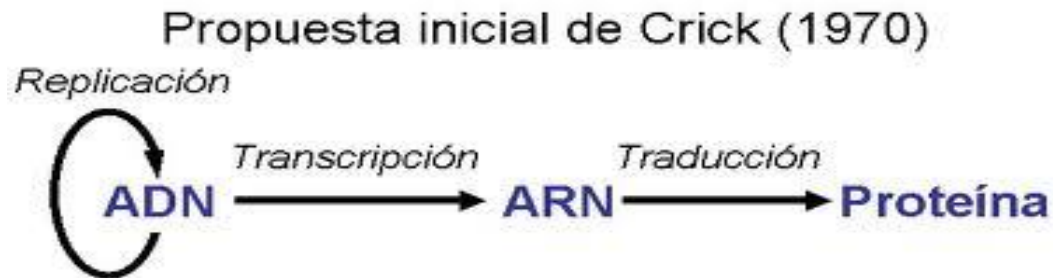 Propuesta inicial de Crick (1970)
Replicación
Transcripción Traducción
ADN ARN Proteína